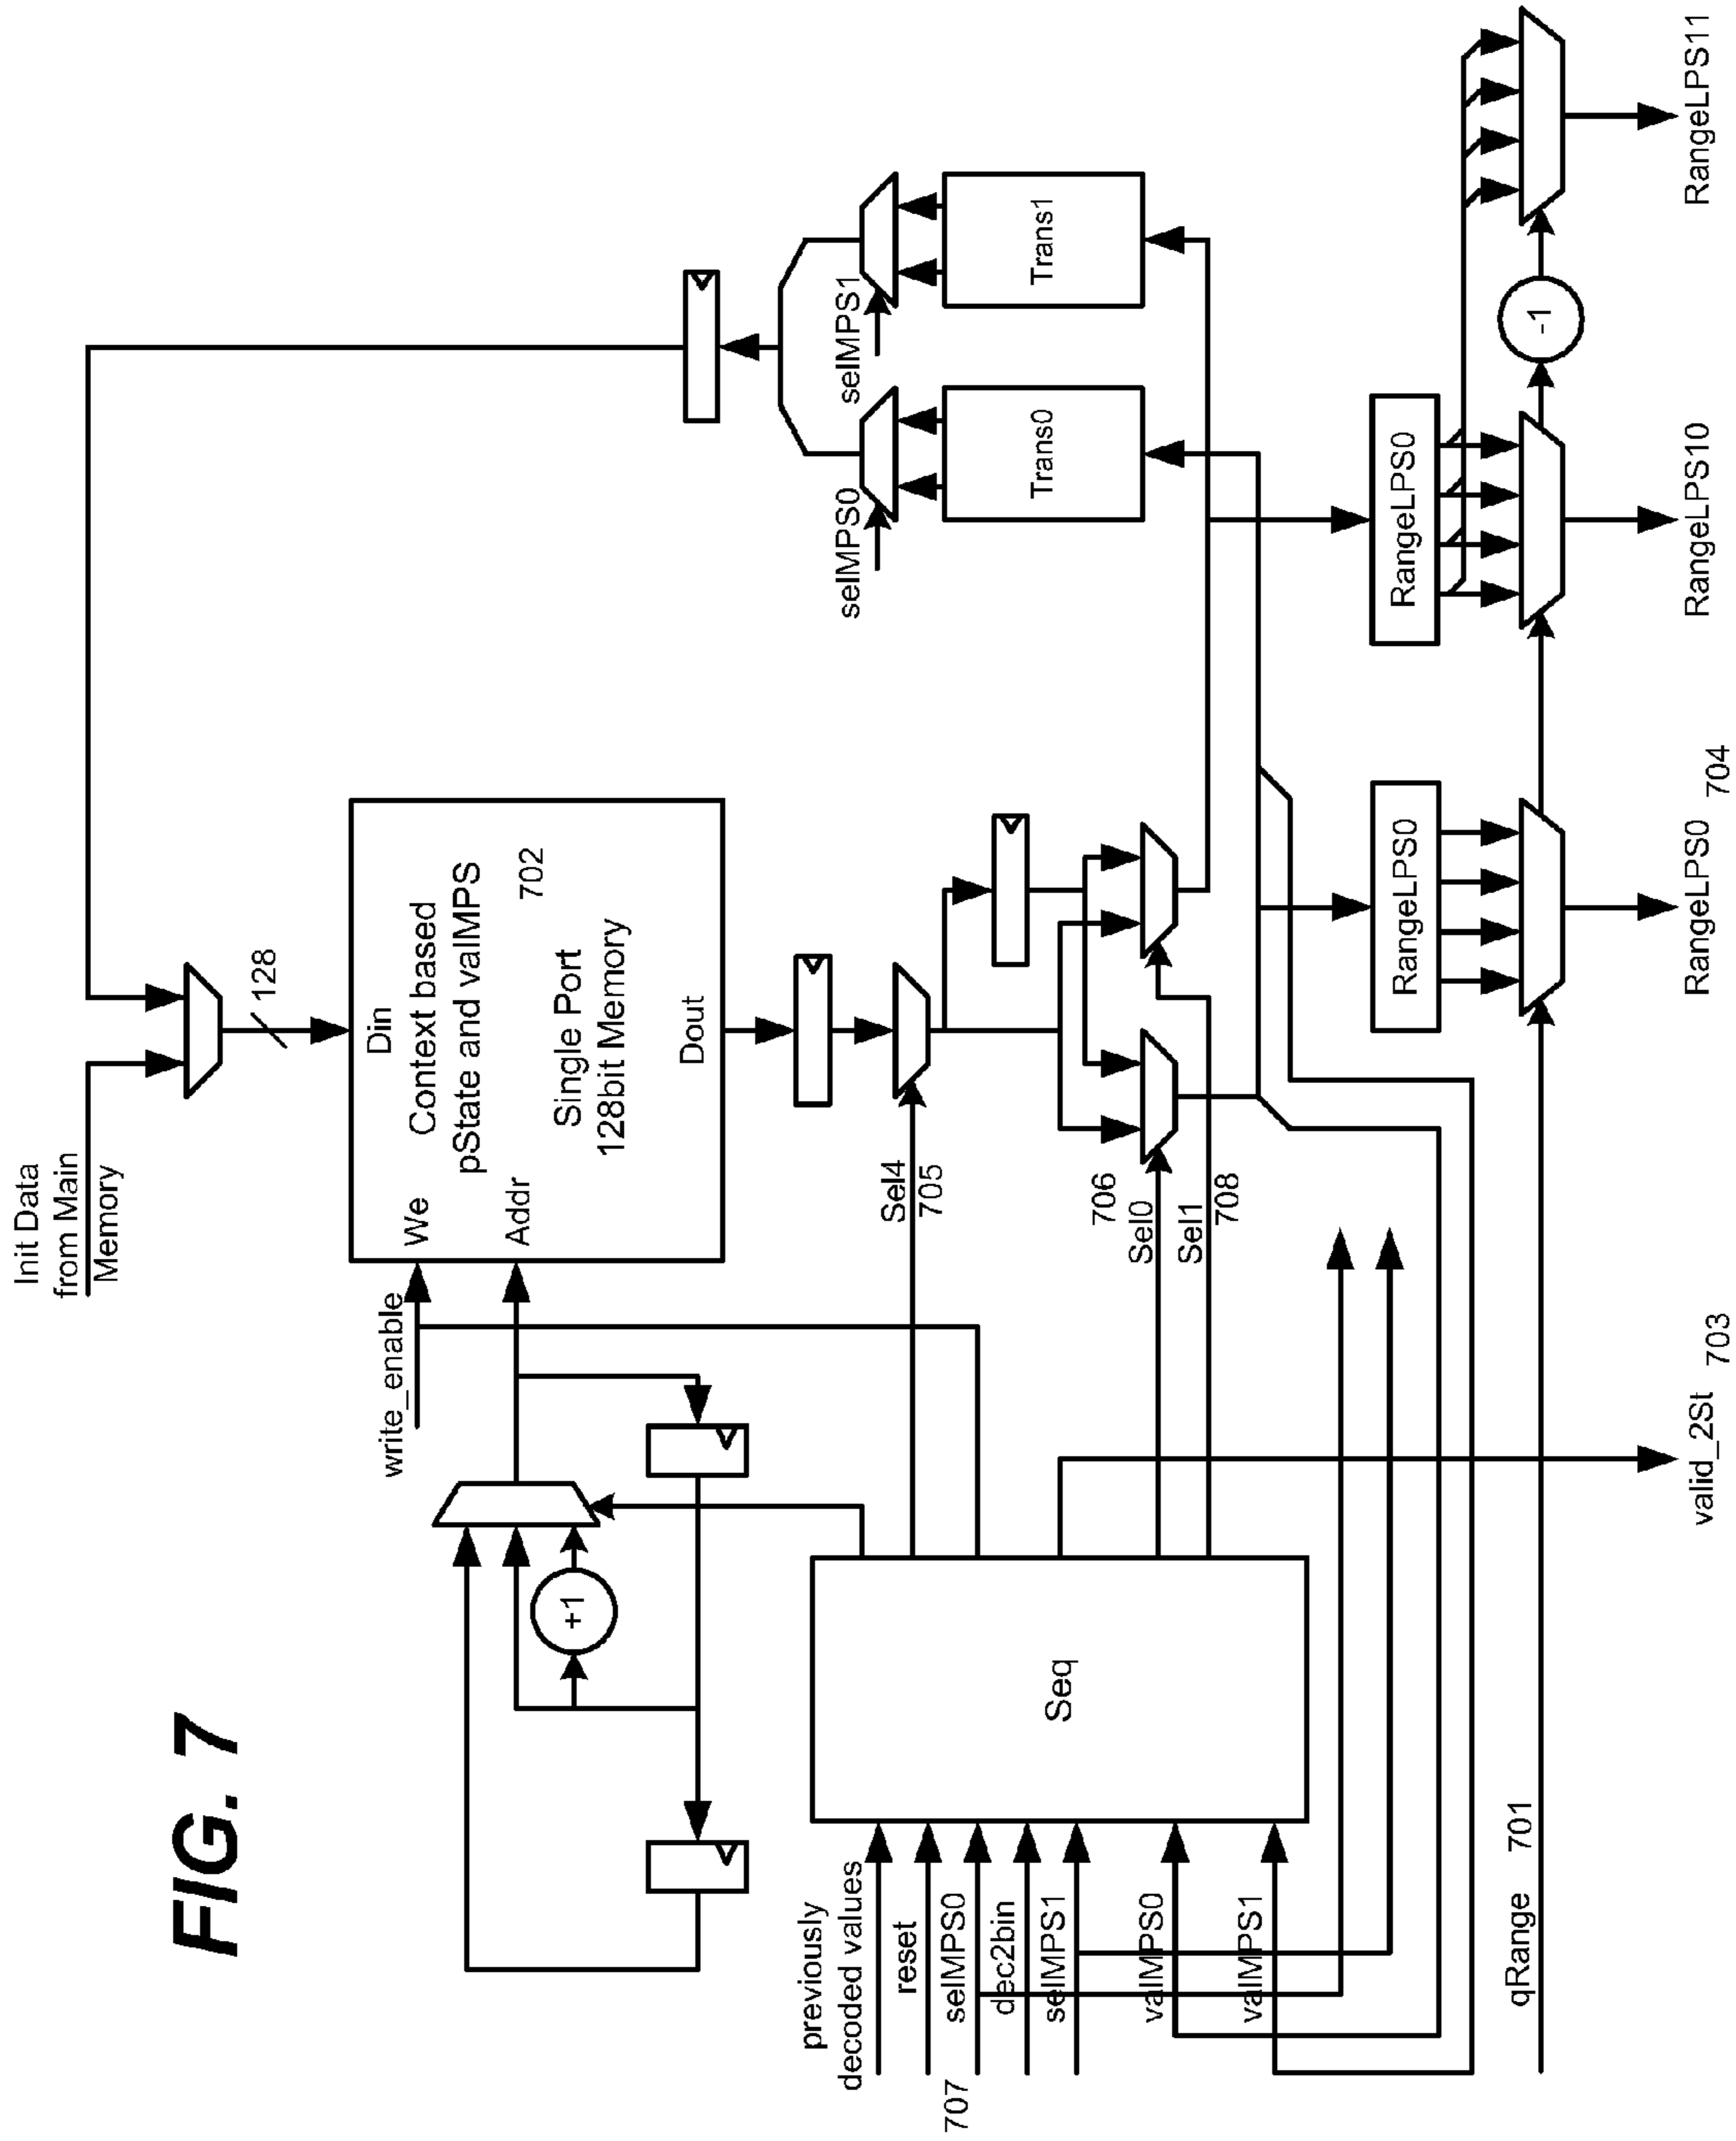 FIG. 7
Init Data
from Main
Memory
128
write_enable
We
Din
Addr
Context based
pState and valMPS
702
Single Port
128bit Memory
Dout
+1
selMPS0
selMPS1
Trans0
Trans1
Sel4
705
706
Sel0
Sel1
708
Seq
previously
decoded values
reset
707
selMPS0
dec2bin
selMPS1
valMPS0
valMPS1
qRange 701
RangeLPS0
RangeLPS0
-1
valid_2St 703
RangeLPS0 704
RangeLPS10
RangeLPS11